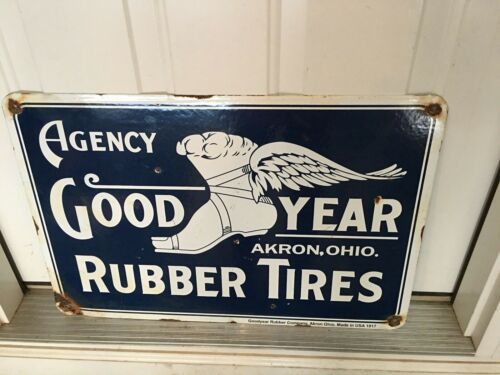 AGENCY
GOOD YEAR
AKRON, OHIO.
RUBBER TIRES
Goodyear Rubber Company, Akron Ohio. Made in USA 1917